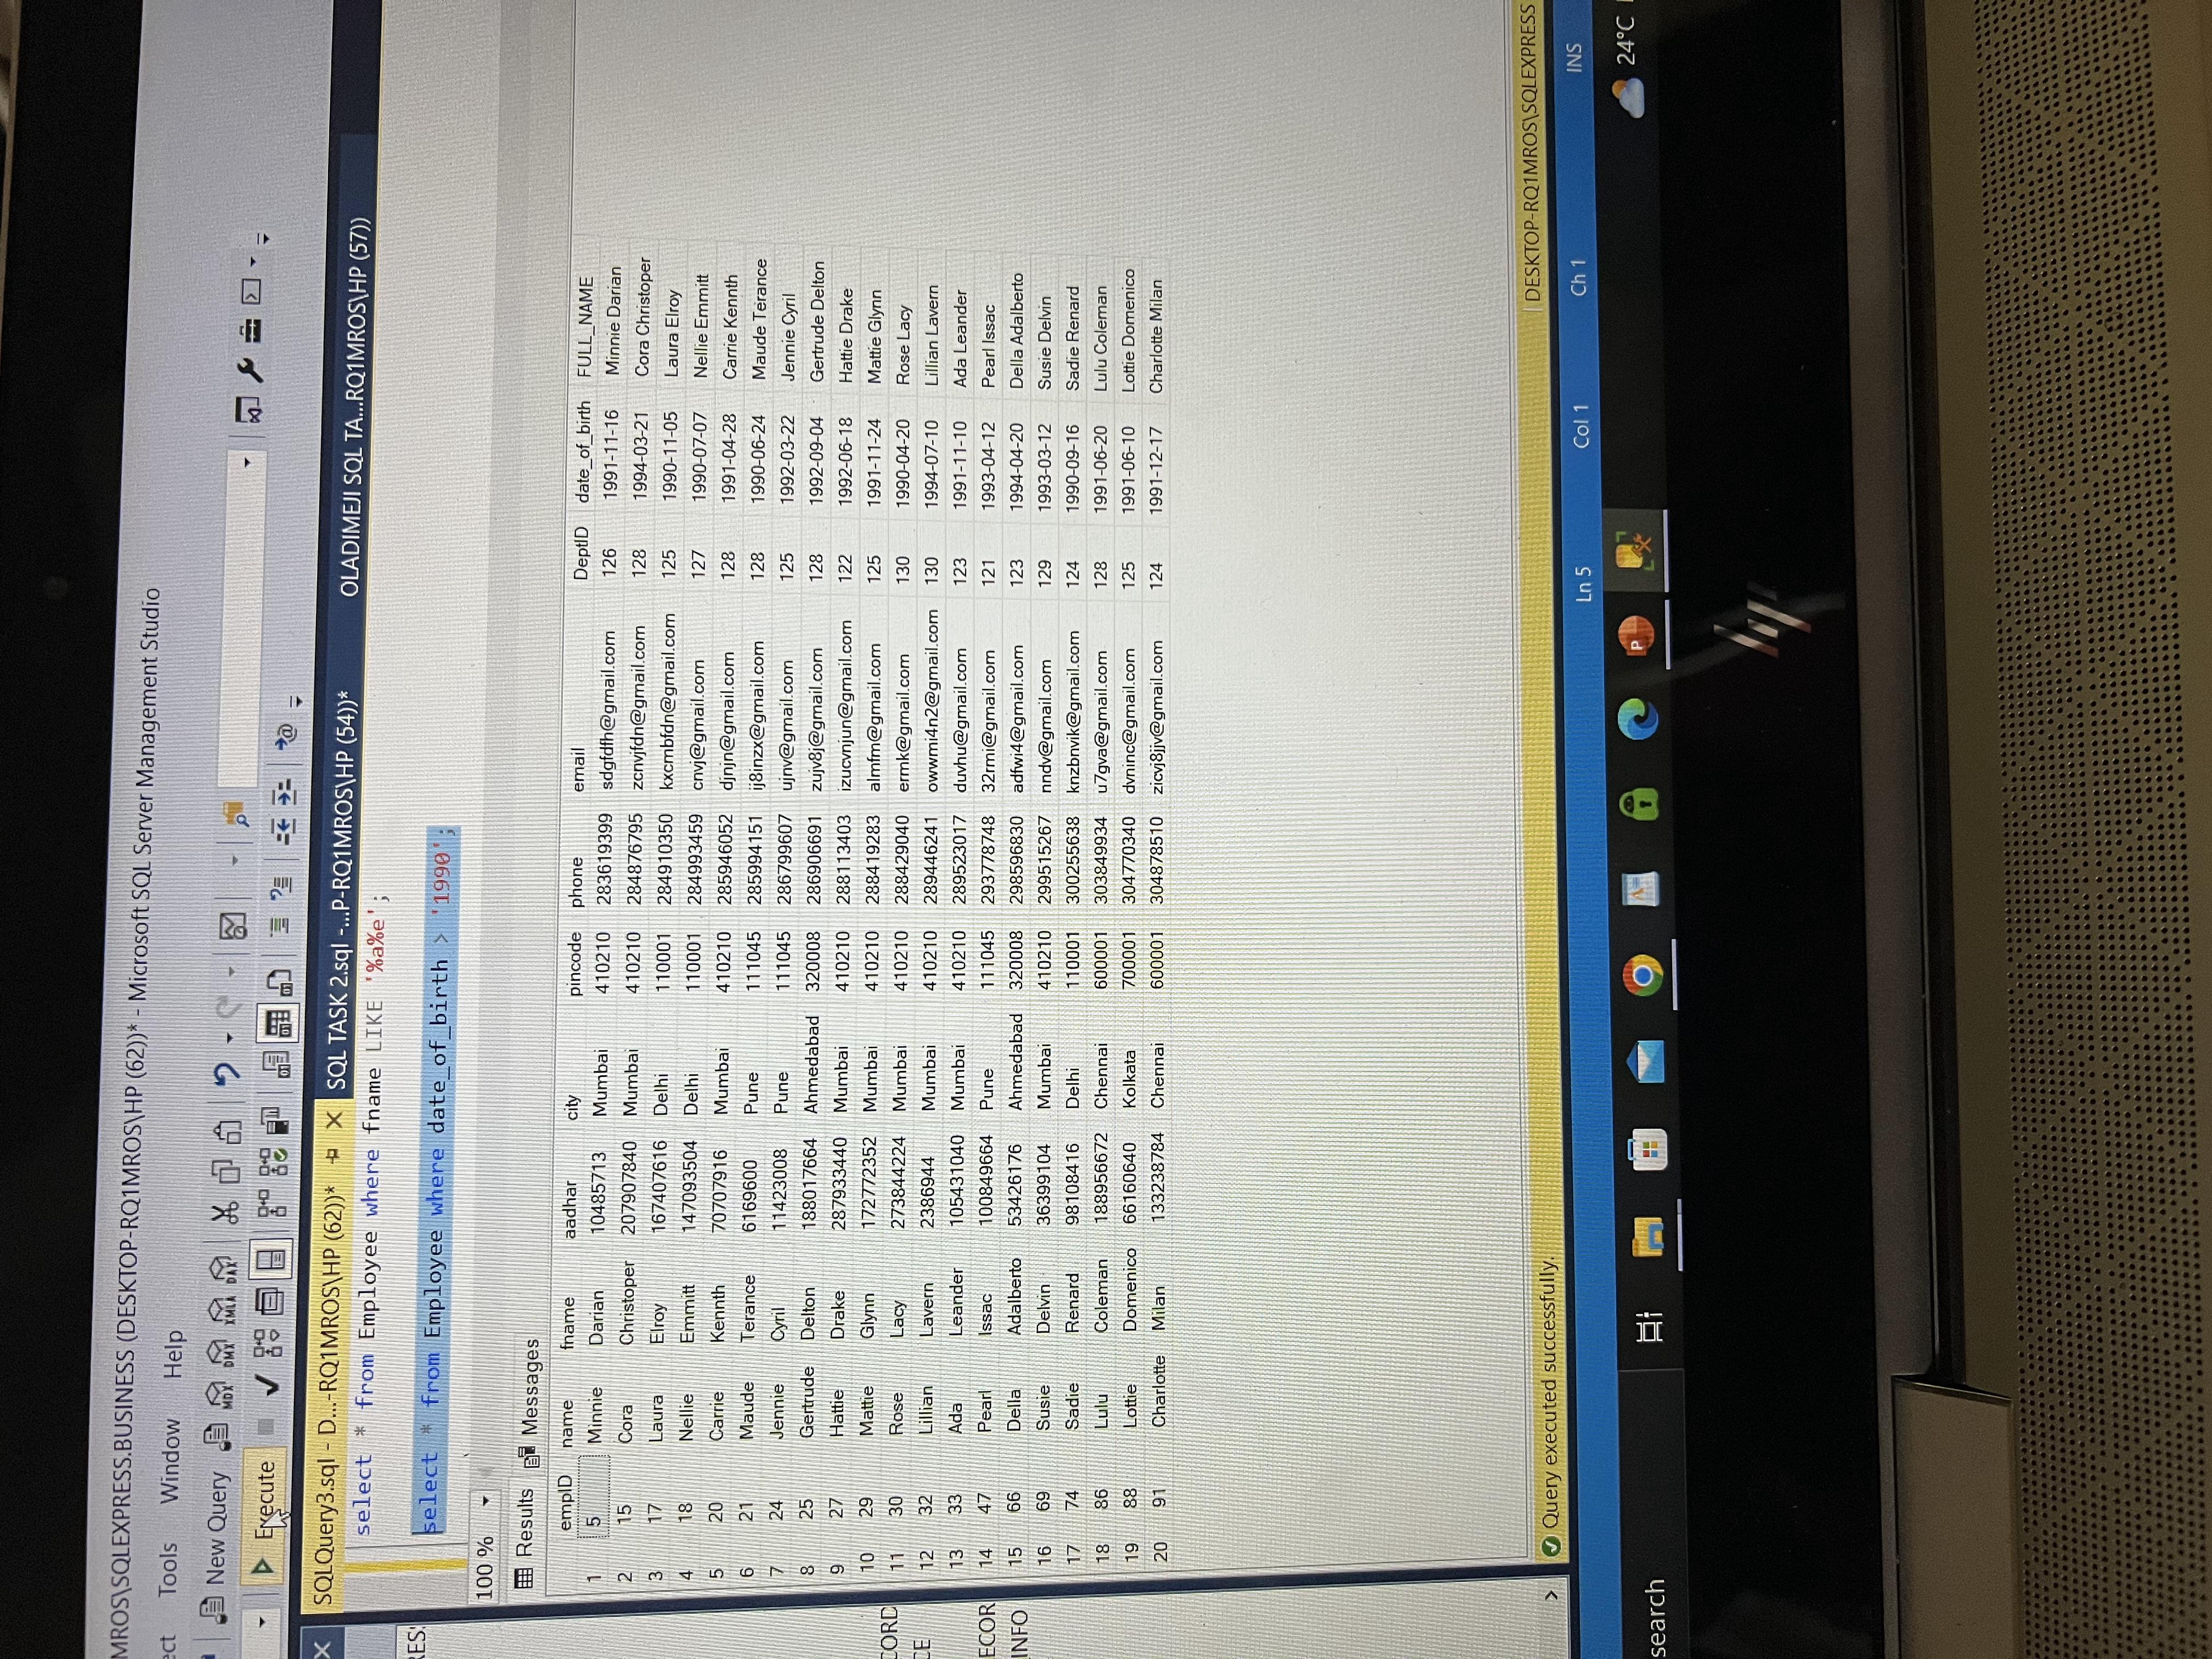 MROS\SQLEXPRESS.BUSINESS (DESKTOP-RQ1MROS\HP (62))* - Microsoft SQL Server Management Studio
ect Tools Window Help
New Query MDX DMX XMLA DAX
Execute
SQLQuery3.sql - D...-RQ1MROS\HP (62))* SQL TASK 2.sql -...P-RQ1MROS\HP (54))* OLADIMEJI SQL TA...RQ1MROS\HP (57))
select * from Employee where fname LIKE '%a%e';
RES
select * from Employee where date_of_birth > '1990';
100 %
Results Messages
empID name fname aadhar city pincode phone email DeptID date_of_birth FULL_NAME
1 5 Minnie Darian 10485713 Mumbai 410210 283619399 sdgfdfh@gmail.com 126 1991-11-16 Minnie Darian
2 15 Cora Christoper 207907840 Mumbai 410210 284876795 zcnvjfdn@gmail.com 128 1994-03-21 Cora Christoper
3 17 Laura Elroy 167407616 Delhi 110001 284910350 kxcmbfdn@gmail.com 125 1990-11-05 Laura Elroy
4 18 Nellie Emmitt 147093504 Delhi 110001 284993459 cnvj@gmail.com 127 1990-07-07 Nellie Emmitt
5 20 Carrie Kennth 70707916 Mumbai 410210 285946052 djnjn@gmail.com 128 1991-04-28 Carrie Kennth
6 21 Maude Terance 6169600 Pune 111045 285994151 ij8inzx@gmail.com 128 1990-06-24 Maude Terance
7 24 Jennie Cyril 11423008 Pune 111045 286799607 ujnv@gmail.com 125 1992-03-22 Jennie Cyril
8 25 Gertrude Delton 188017664 Ahmedabad 320008 286906691 zujv8j@gmail.com 128 1992-09-04 Gertrude Delton
9 27 Hattie Drake 287933440 Mumbai 410210 288113403 izucvnjun@gmail.com 122 1992-06-18 Hattie Drake
10 29 Mattie Glynn 172772352 Mumbai 410210 288419283 almfm@gmail.com 125 1991-11-24 Mattie Glynn
11 30 Rose Lacy 273844224 Mumbai 410210 288429040 ermk@gmail.com 130 1990-04-20 Rose Lacy
12 32 Lillian Lavern 2386944 Mumbai 410210 289446241 owwmi4n2@gmail.com 130 1994-07-10 Lillian Lavern
13 33 Ada Leander 105431040 Mumbai 410210 289523017 duvhu@gmail.com 123 1991-11-10 Ada Leander
14 47 Pearl Issac 100849664 Pune 111045 293778748 32rmi@gmail.com 121 1993-04-12 Pearl Issac
15 66 Della Adalberto 53426176 Ahmedabad 320008 298596830 adfwi4@gmail.com 123 1994-04-20 Della Adalberto
16 69 Susie Delvin 36399104 Mumbai 410210 299515267 nndv@gmail.com 129 1993-03-12 Susie Delvin
17 74 Sadie Renard 98108416 Delhi 110001 300255638 knzbnvik@gmail.com 124 1990-09-16 Sadie Renard
18 86 Lulu Coleman 188956672 Chennai 600001 303849934 u7gva@gmail.com 128 1991-06-20 Lulu Coleman
19 88 Lottie Domenico 66160640 Kolkata 700001 304770340 dvninc@gmail.com 125 1991-06-10 Lottie Domenico
20 91 Charlotte Milan 133238784 Chennai 600001 304878510 zicvj8jjv@gmail.com 124 1991-12-17 Charlotte Milan
CORD
CE
ECOR
INFO
Query executed successfully. DESKTOP-RQ1MROS\SQLEXPRESS
Ln 5 Col 1 Ch 1 INS
search 24°C
hp